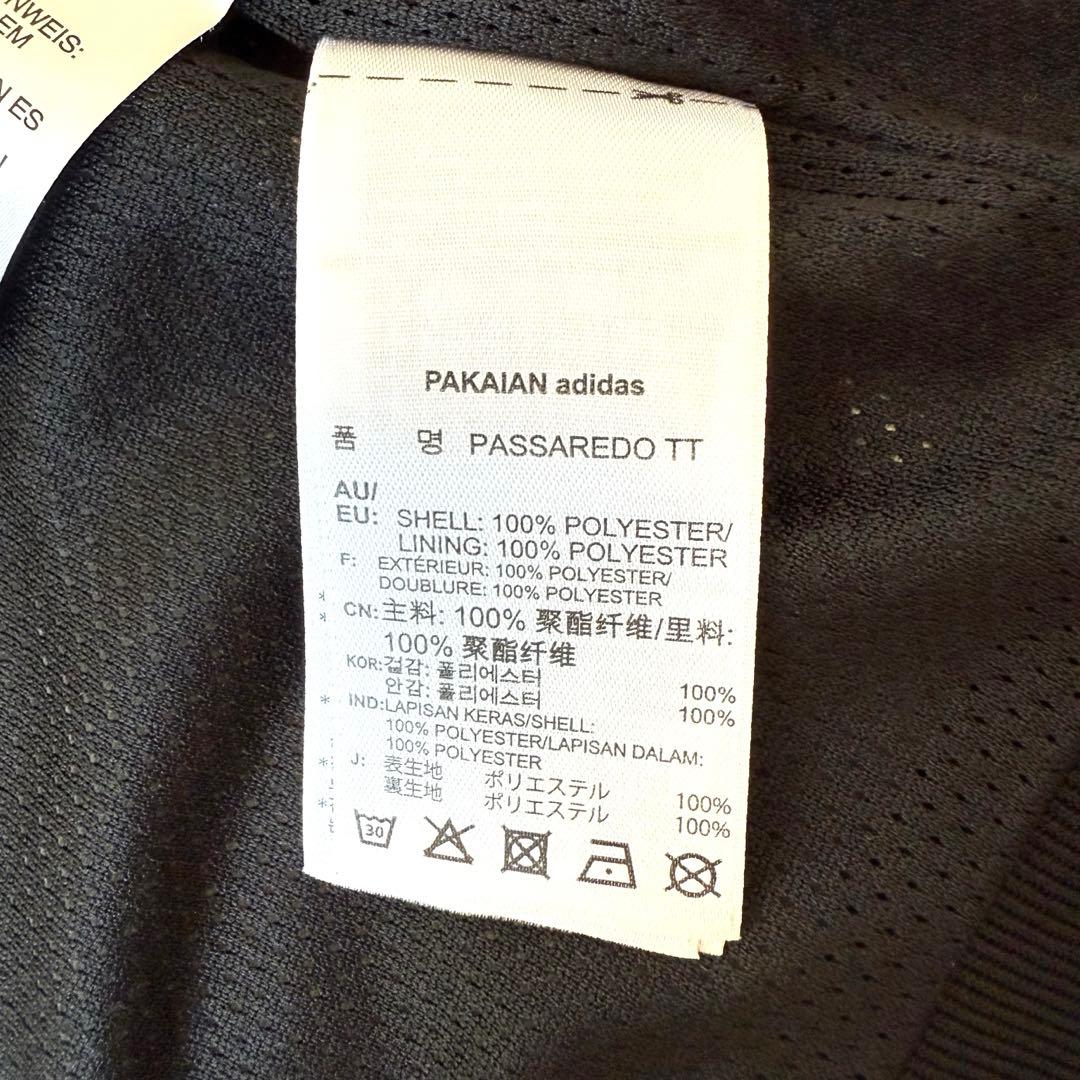 NWEIS:
EM
N ES
PAKAIAN adidas
품 명 PASSAREDO TT
AU/
EU: SHELL: 100% POLYESTER/
LINING: 100% POLYESTER
F: EXTÉRIEUR: 100% POLYESTER/
DOUBLURE: 100% POLYESTER
* CN: 主料: 100% 聚酯纤维/里料:
* 100% 聚酯纤维
KOR: 겉감: 폴리에스터 100%
안감: 폴리에스터 100%
* IND: LAPISAN KERAS/SHELL:
100% POLYESTER/LAPISAN DALAM:
100% POLYESTER
* J: 表生地 ポリエステル 100%
* 裏生地 ポリエステル 100%
30